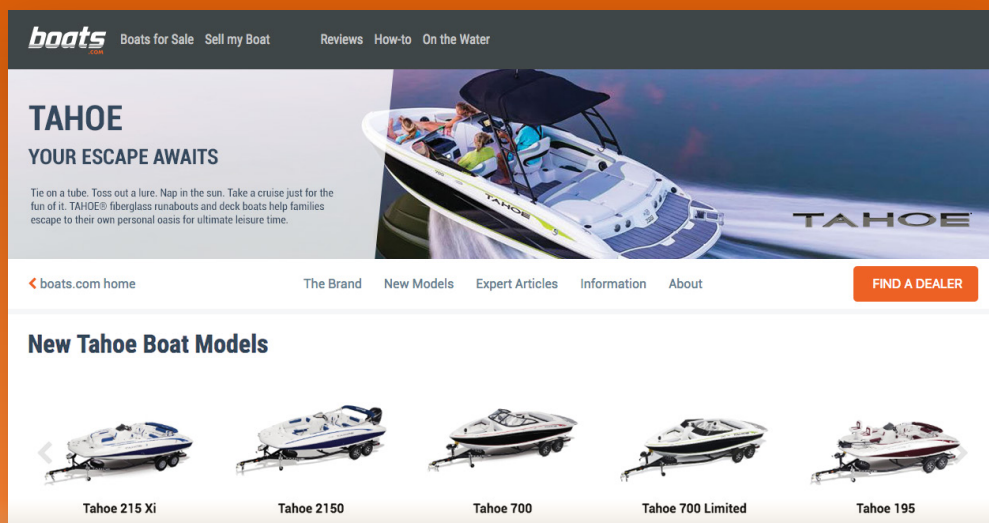 boats
.com
Boats for Sale Sell my Boat Reviews How-to On the Water
TAHOE
YOUR ESCAPE AWAITS
Tie on a tube. Toss out a lure. Nap in the sun. Take a cruise just for the
fun of it. TAHOE® fiberglass runabouts and deck boats help families
escape to their own personal oasis for ultimate leisure time.
TAHOE
TAHOE
boats.com home
The Brand New Models Expert Articles Information About
FIND A DEALER
New Tahoe Boat Models
Tahoe 215 Xi Tahoe 2150 Tahoe 700 Tahoe 700 Limited Tahoe 195